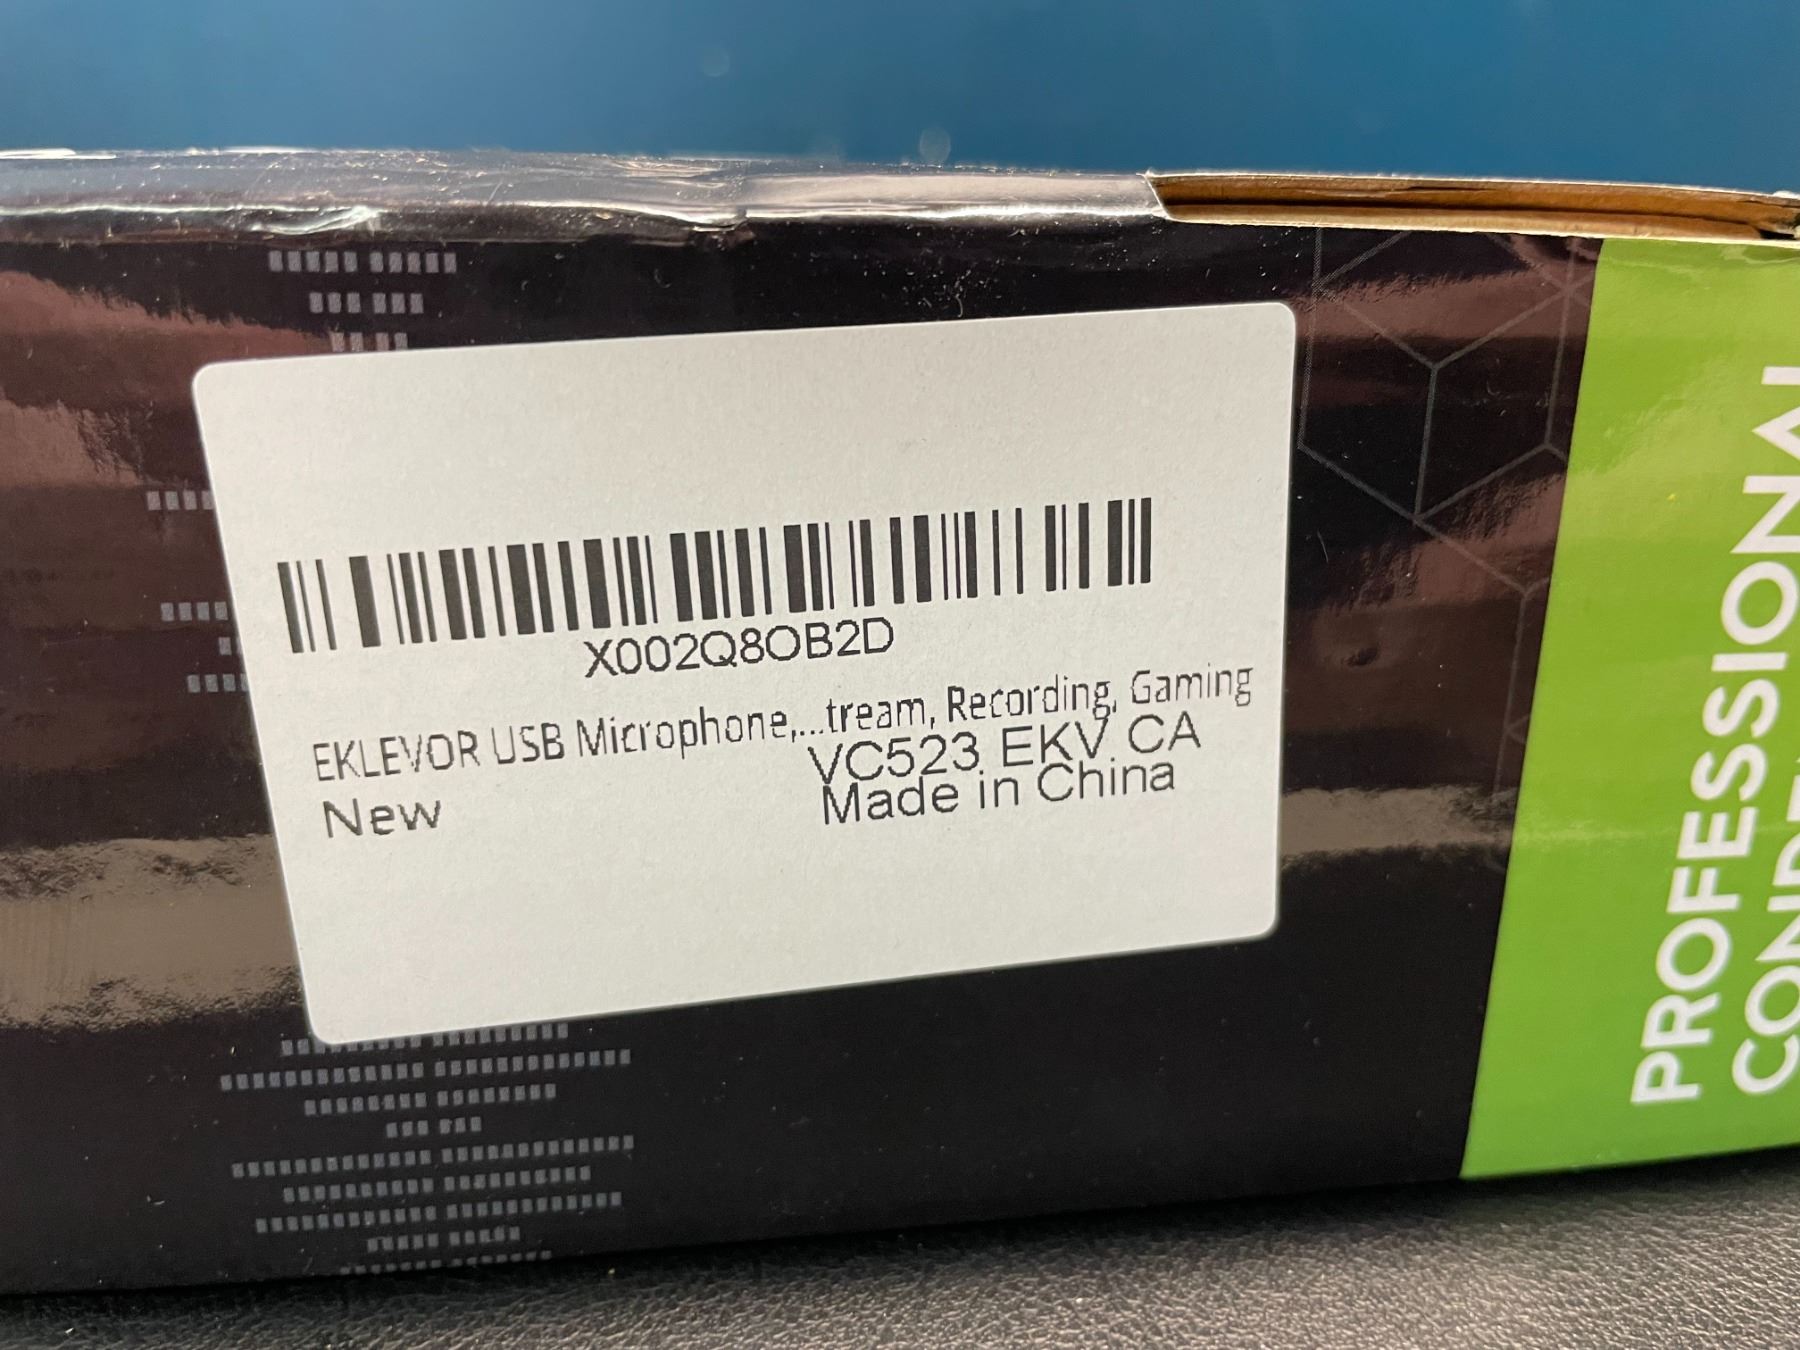 X002Q8OB2D
EKLEVOR USB Microphone,...tream, Recording, Gaming
New
VC523 EKV CA
Made in China
PROFESSIONAL